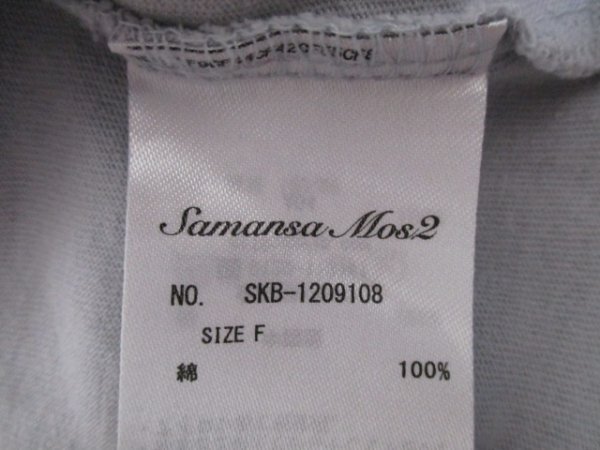 Samansa Mos2
NO. SKB-1209108
SIZE F
綿 100%